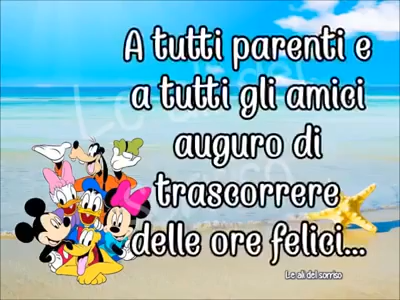 A tutti parenti e
a tutti gli amici
auguro di
trascorrere
delle ore felici...
Le ali del sorriso